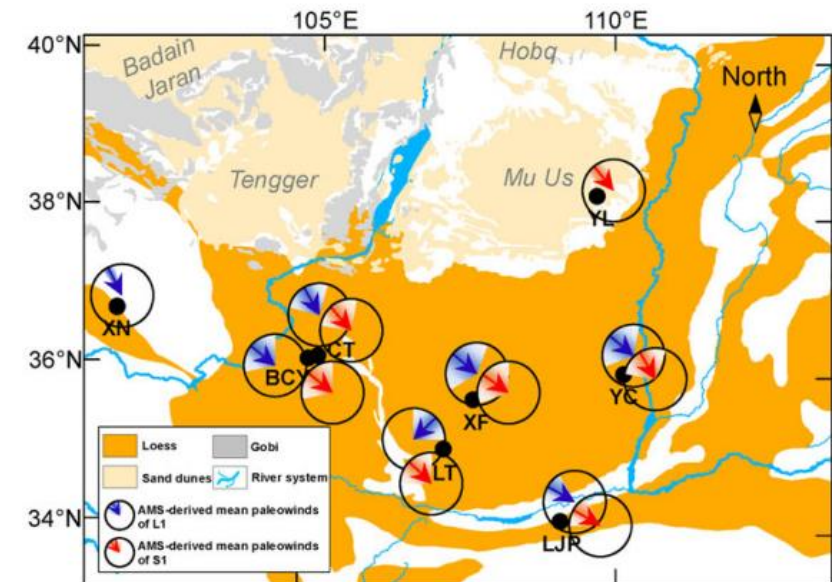 105°E
110°E
40°N
Badain
Jaran
Hobq
North
Tengger
Mu Us
38°N
YL
XN
CT
36°N
BCY
YC
XF
LT
Loess
Gobi
Sand dunes
River system
AMS-derived mean paleowinds
of L1
34°N
LJP
AMS-derived mean paleowinds
of S1